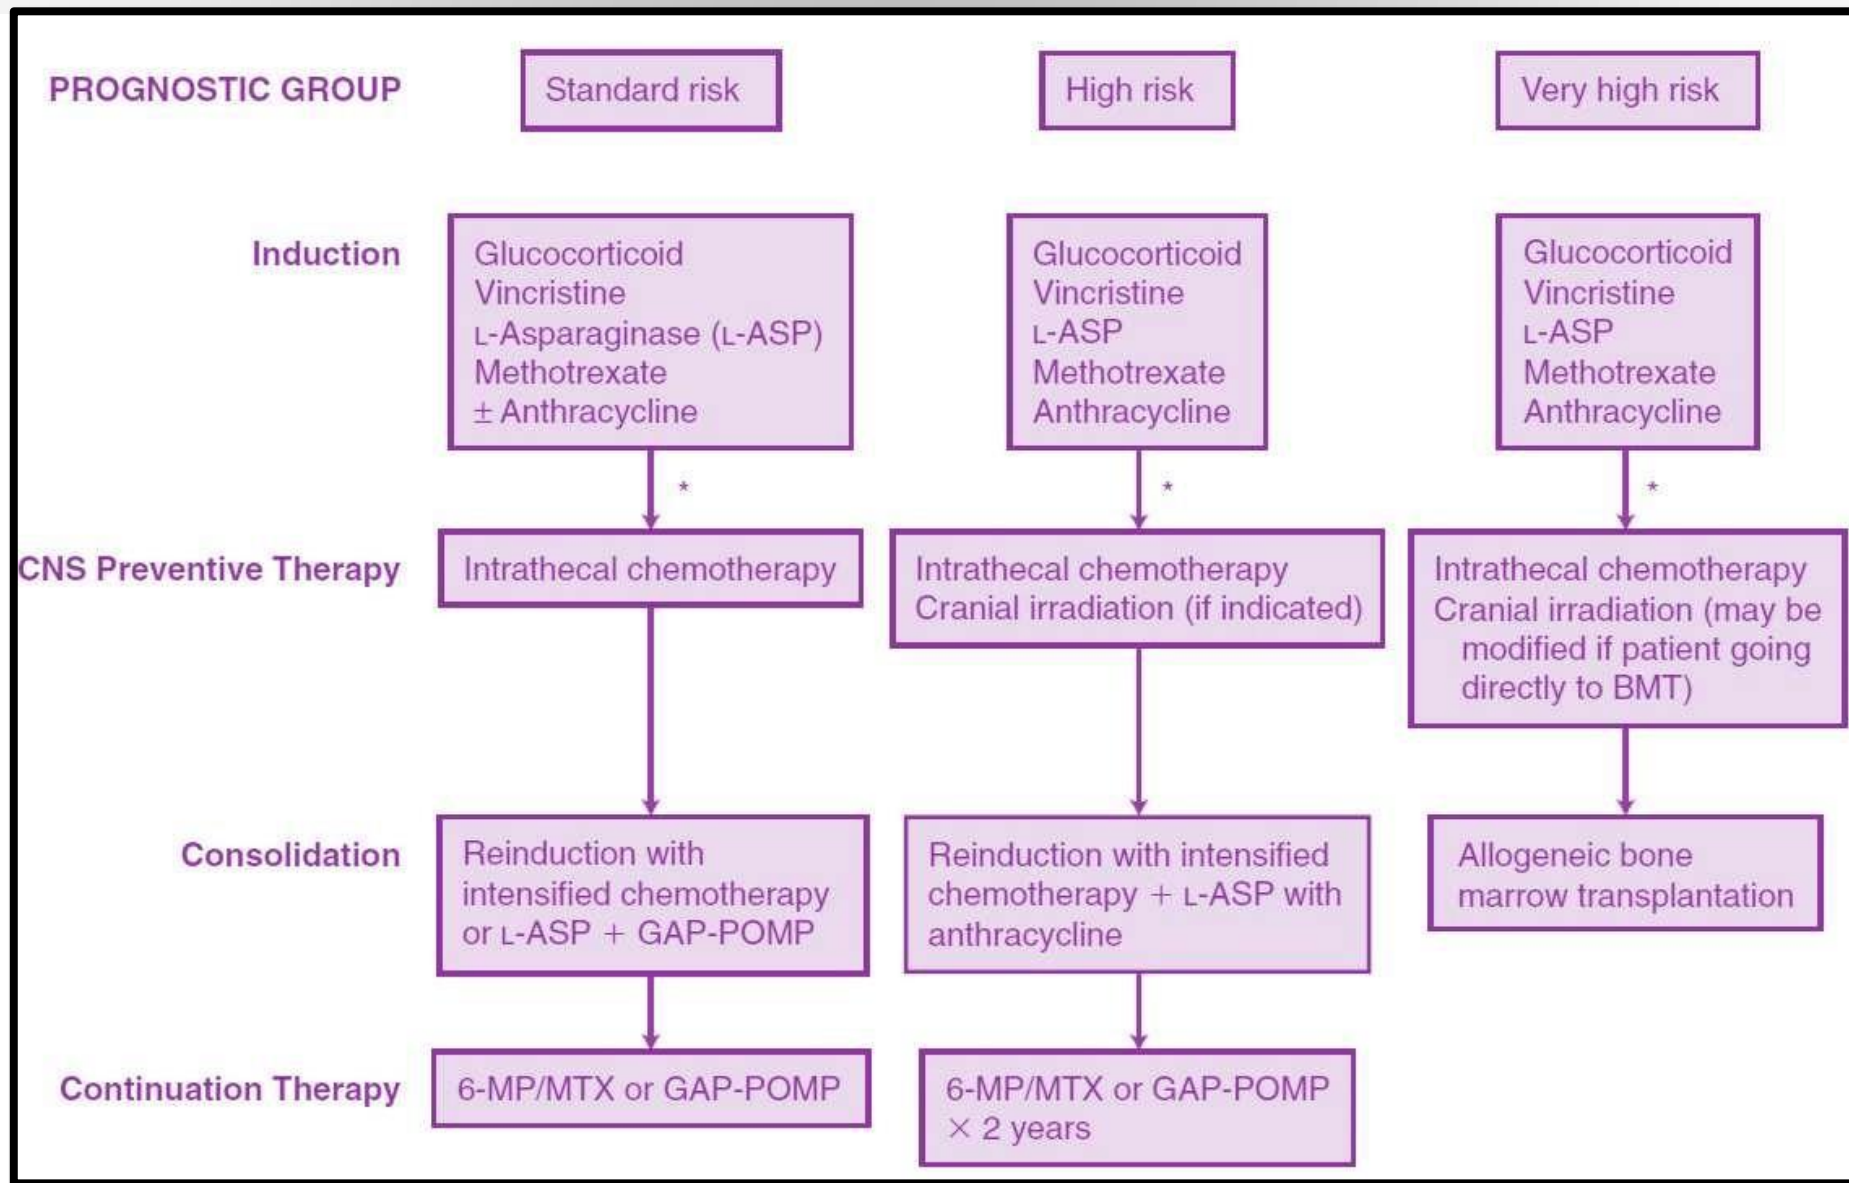 PROGNOSTIC GROUP
Standard risk
High risk
Very high risk
Induction
Glucocorticoid
Vincristine
L-Asparaginase (L-ASP)
Methotrexate
± Anthracycline
Glucocorticoid
Vincristine
L-ASP
Methotrexate
Anthracycline
Glucocorticoid
Vincristine
L-ASP
Methotrexate
Anthracycline
*
*
*
CNS Preventive Therapy
Intrathecal chemotherapy
Intrathecal chemotherapy
Cranial irradiation (if indicated)
Intrathecal chemotherapy
Cranial irradiation (may be
modified if patient going
directly to BMT)
Consolidation
Reinduction with
intensified chemotherapy
or L-ASP + GAP-POMP
Reinduction with intensified
chemotherapy + L-ASP with
anthracycline
Allogeneic bone
marrow transplantation
Continuation Therapy
6-MP/MTX or GAP-POMP
6-MP/MTX or GAP-POMP
× 2 years